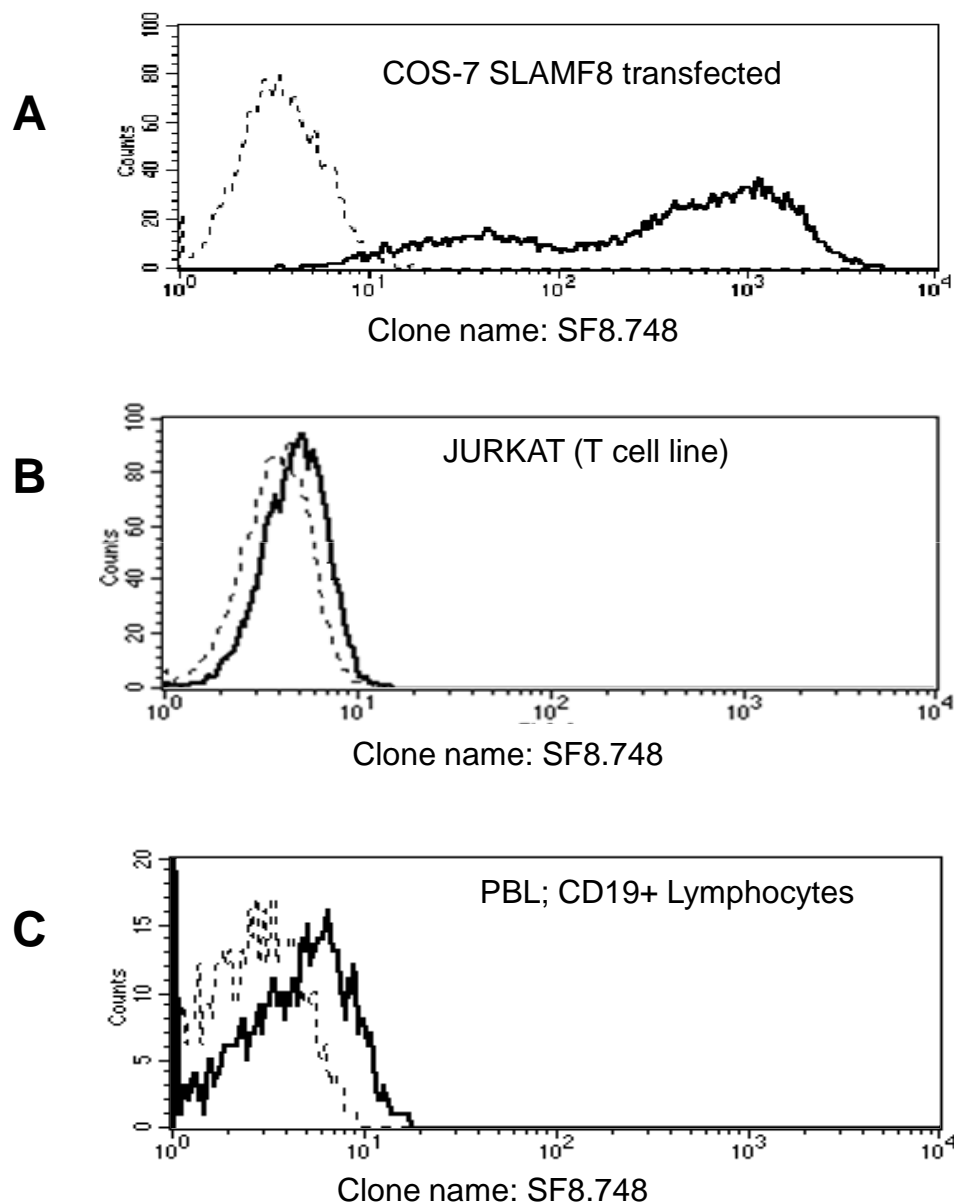 A
COS-7 SLAMF8 transfected
Counts
100
80
60
40
20
0
10^0 10^1 10^2 10^3 10^4
Clone name: SF8.748
B
JURKAT (T cell line)
Counts
100
80
60
40
20
0
10^0 10^1 10^2 10^3 10^4
Clone name: SF8.748
C
PBL; CD19+ Lymphocytes
Counts
20
15
10
5
0
10^0 10^1 10^2 10^3 10^4
Clone name: SF8.748